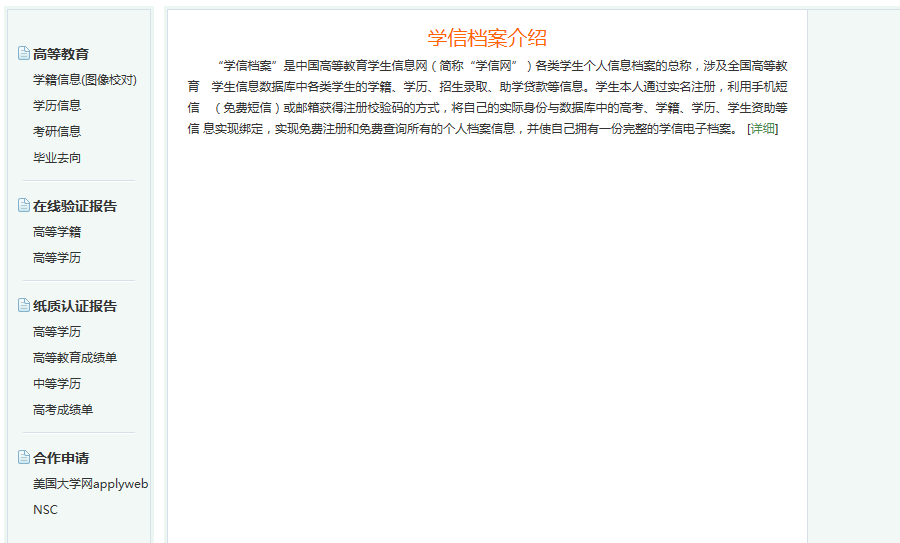 高等教育
学籍信息(图像校对)
学历信息
考研信息
毕业去向
在线验证报告
高等学籍
高等学历
纸质认证报告
高等学历
高等教育成绩单
中等学历
高考成绩单
合作申请
美国大学网applyweb
NSC
学信档案介绍
“学信档案”是中国高等教育学生信息网（简称“学信网”）各类学生个人信息档案的总称，涉及全国高等教
育 学生信息数据库中各类学生的学籍、学历、招生录取、助学贷款等信息。学生本人通过实名注册，利用手机短
信 （免费短信）或邮箱获得注册校验码的方式，将自己的实际身份与数据库中的高考、学籍、学历、学生资助等
信 息实现绑定，实现免费注册和免费查询所有的个人档案信息，并使自己拥有一份完整的学信电子档案。 [详细]